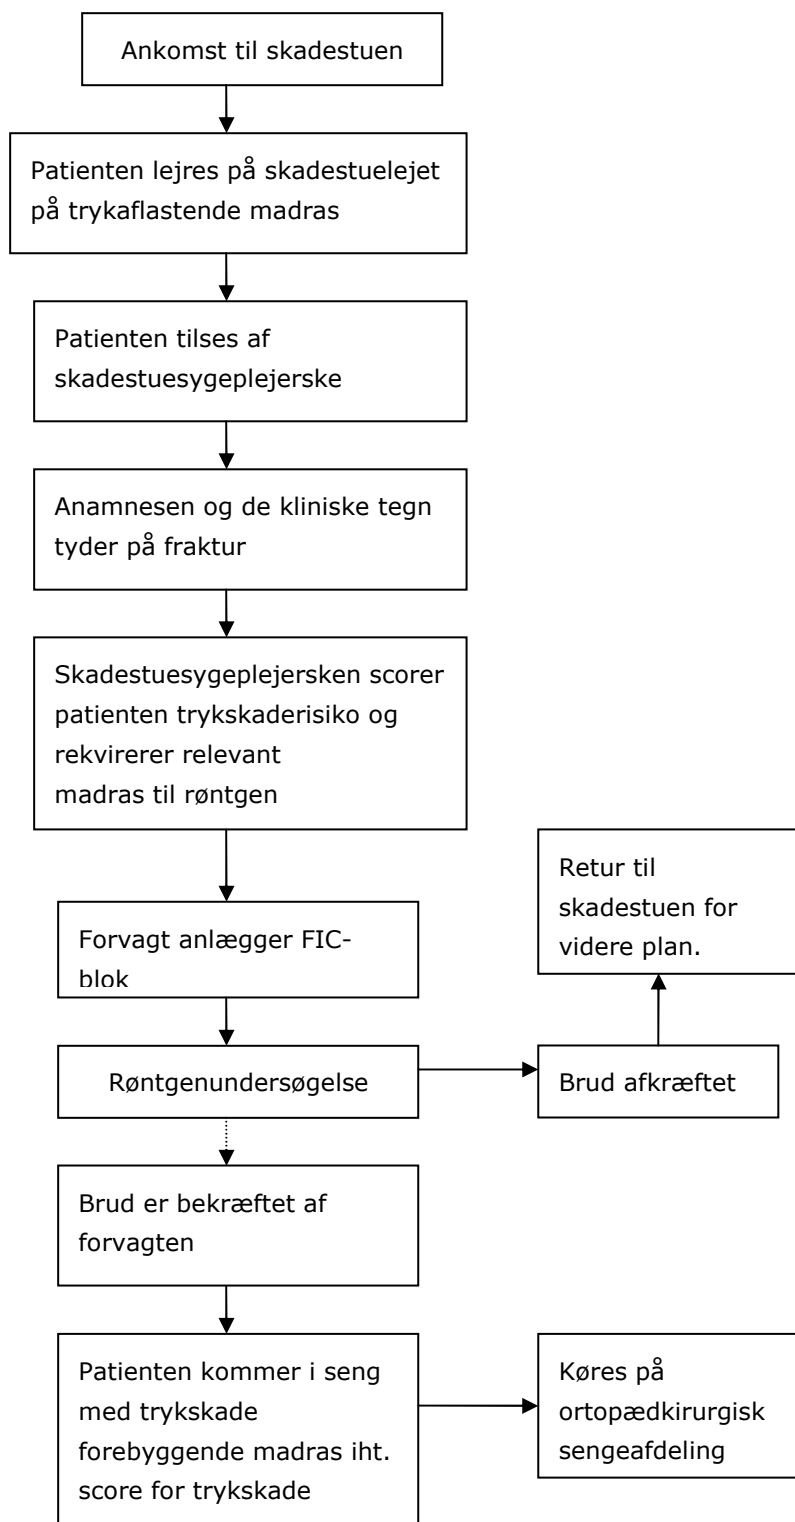 Ankomst til skadestuen
Patienten lejres på skadestuelejet
på trykaflastende madras
Patienten tilses af
skadestuesygeplejerske
Anamnesen og de kliniske tegn
tyder på fraktur
Skadestuesygeplejersken scorer
patienten trykskaderisiko og
rekvirerer relevant
madras til røntgen
Forvagt anlægger FIC-
blok
Røntgenundersøgelse
Brud afkræftet
Retur til
skadestuen for
videre plan.
Brud er bekræftet af
forvagten
Patienten kommer i seng
med trykskade
forebyggende madras iht.
score for trykskade
Køres på
ortopædkirurgisk
sengeafdeling